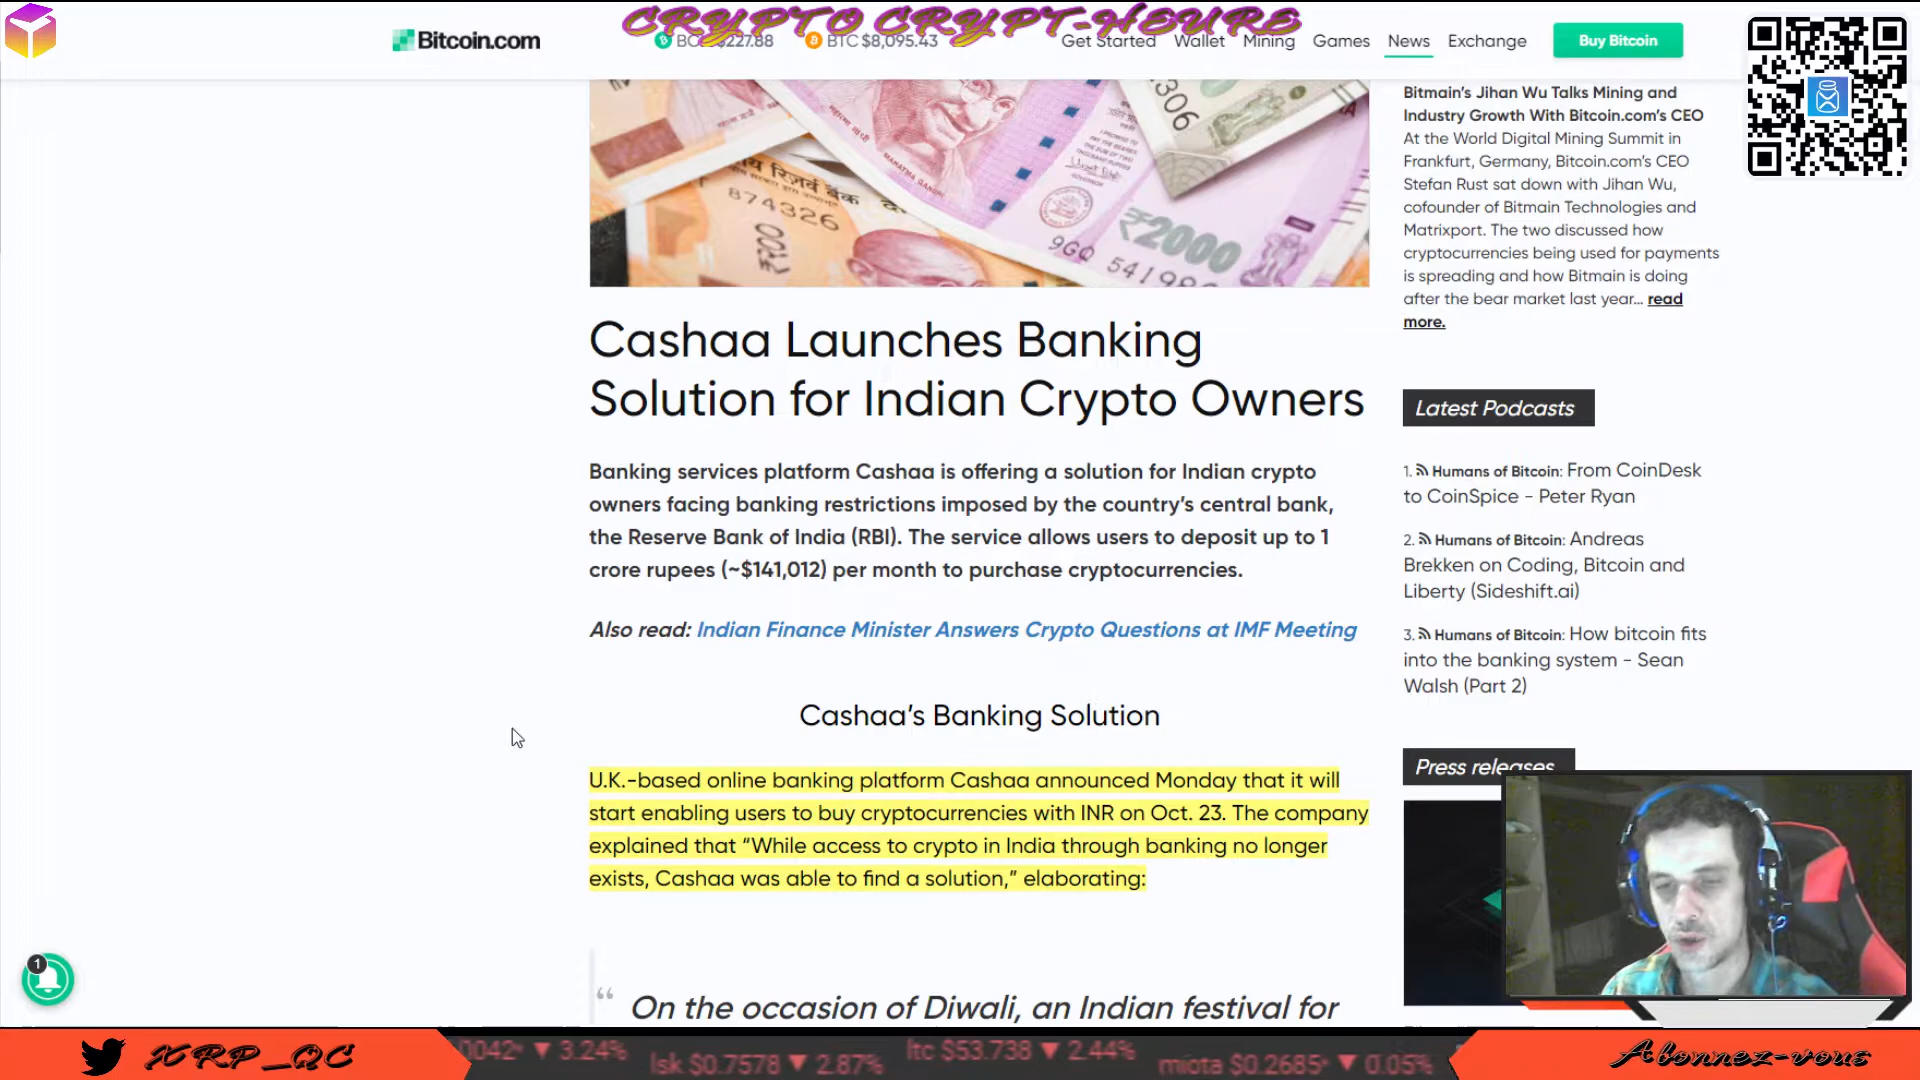 CRYPTO CRYPT-HEURE
Bitcoin.com
BTC $8,095.43
Get Started Wallet Mining Games News Exchange
Buy Bitcoin
306
874326
₹2000
9GQ
Cashaa Launches Banking
Solution for Indian Crypto Owners
Banking services platform Cashaa is offering a solution for Indian crypto
owners facing banking restrictions imposed by the country’s central bank,
the Reserve Bank of India (RBI). The service allows users to deposit up to 1
crore rupees (~$141,012) per month to purchase cryptocurrencies.
Also read: Indian Finance Minister Answers Crypto Questions at IMF Meeting
Cashaa’s Banking Solution
U.K.-based online banking platform Cashaa announced Monday that it will
start enabling users to buy cryptocurrencies with INR on Oct. 23. The company
explained that “While access to crypto in India through banking no longer
exists, Cashaa was able to find a solution,” elaborating:
“ On the occasion of Diwali, an Indian festival for
Bitmain’s Jihan Wu Talks Mining and
Industry Growth With Bitcoin.com’s CEO
At the World Digital Mining Summit in
Frankfurt, Germany, Bitcoin.com’s CEO
Stefan Rust sat down with Jihan Wu,
cofounder of Bitmain Technologies and
Matrixport. The two discussed how
cryptocurrencies being used for payments
is spreading and how Bitmain is doing
after the bear market last year… read
more.
Latest Podcasts
1. Humans of Bitcoin: From CoinDesk
to CoinSpice - Peter Ryan
2. Humans of Bitcoin: Andreas
Brekken on Coding, Bitcoin and
Liberty (Sideshift.ai)
3. Humans of Bitcoin: How bitcoin fits
into the banking system - Sean
Walsh (Part 2)
Press releases
1
XRP_QC
0042 ▼ 3.24%
lsk $0.7578 ▼ 2.87%
ltc $53.738 ▼ 2.44%
miota $0.2685 ▼ 0.05%
Abonnez-vous